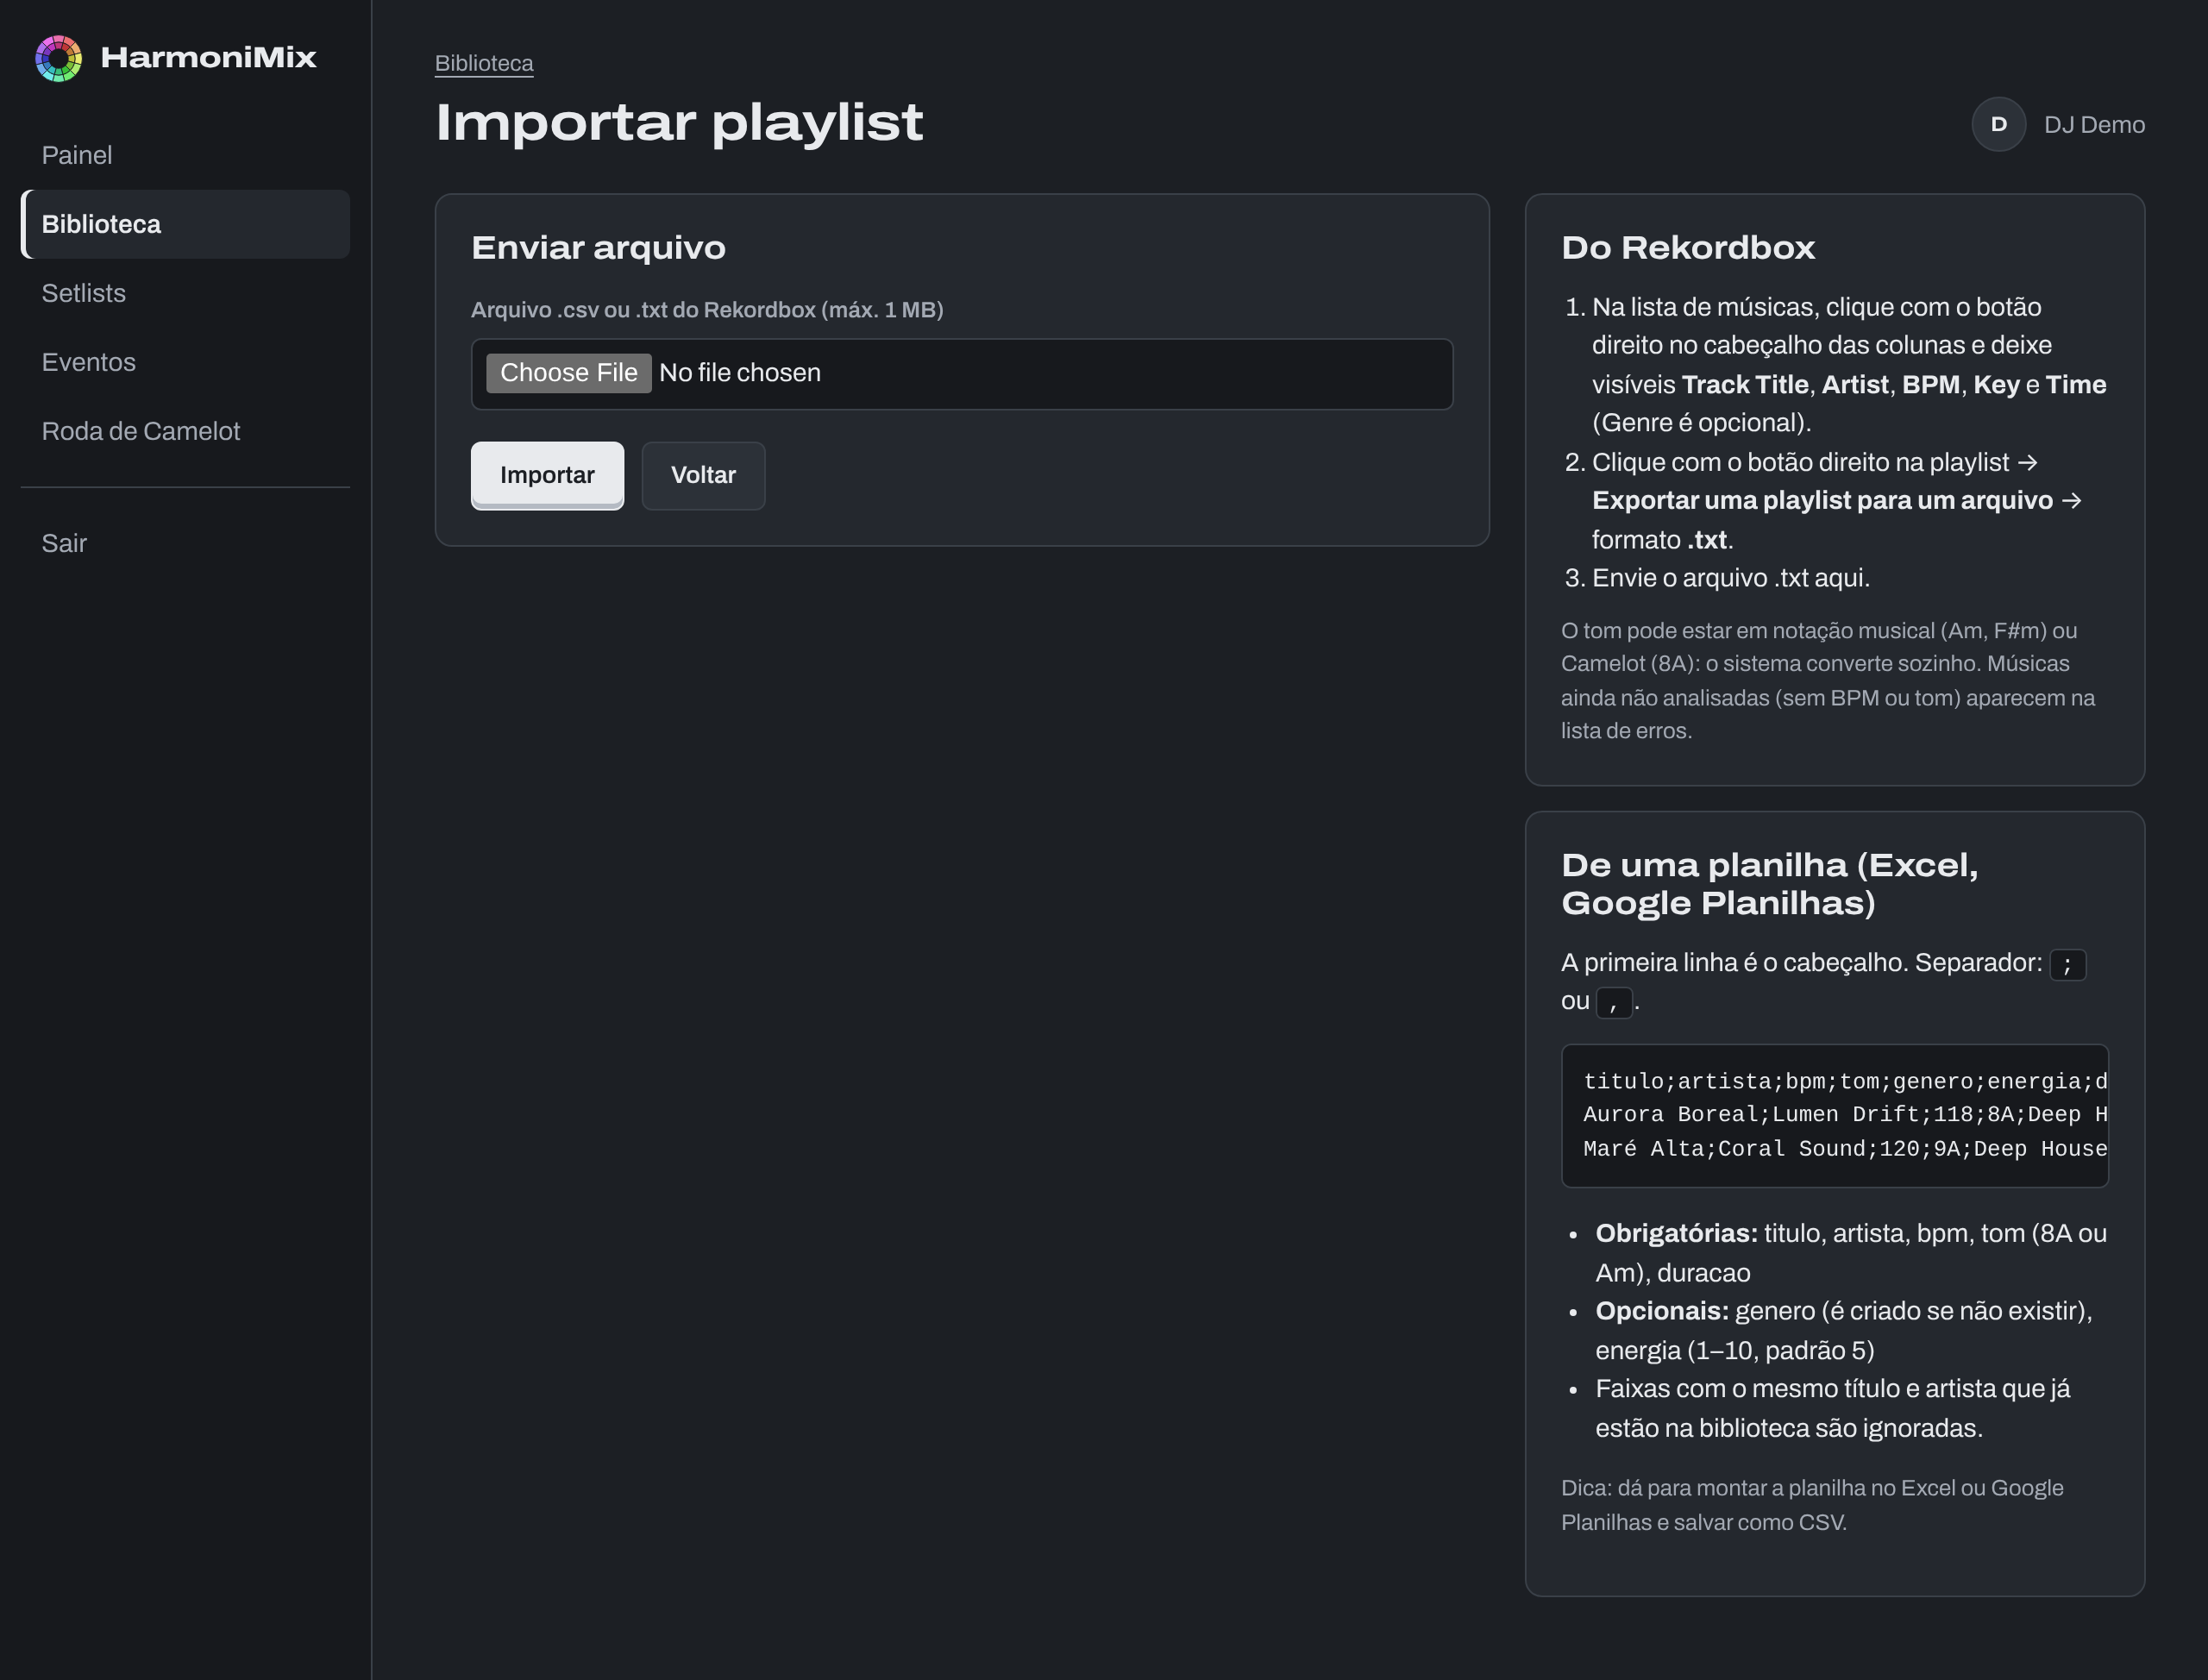 HarmoniMix
Painel
Biblioteca
Setlists
Eventos
Roda de Camelot
Sair
Biblioteca
Importar playlist
D
DJ Demo
Enviar arquivo
Arquivo .csv ou .txt do Rekordbox (máx. 1 MB)
Choose File No file chosen
Importar
Voltar
Do Rekordbox
1. Na lista de músicas, clique com o botão
direito no cabeçalho das colunas e deixe
visíveis Track Title, Artist, BPM, Key e Time
(Genre é opcional).
2. Clique com o botão direito na playlist →
Exportar uma playlist para um arquivo →
formato .txt.
3. Envie o arquivo .txt aqui.
O tom pode estar em notação musical (Am, F#m) ou
Camelot (8A): o sistema converte sozinho. Músicas
ainda não analisadas (sem BPM ou tom) aparecem na
lista de erros.
De uma planilha (Excel,
Google Planilhas)
A primeira linha é o cabeçalho. Separador: ;
ou , .
titulo;artista;bpm;tom;genero;energia;d
Aurora Boreal;Lumen Drift;118;8A;Deep H
Maré Alta;Coral Sound;120;9A;Deep House
• Obrigatórias: titulo, artista, bpm, tom (8A ou
Am), duracao
• Opcionais: genero (é criado se não existir),
energia (1–10, padrão 5)
• Faixas com o mesmo título e artista que já
estão na biblioteca são ignoradas.
Dica: dá para montar a planilha no Excel ou Google
Planilhas e salvar como CSV.